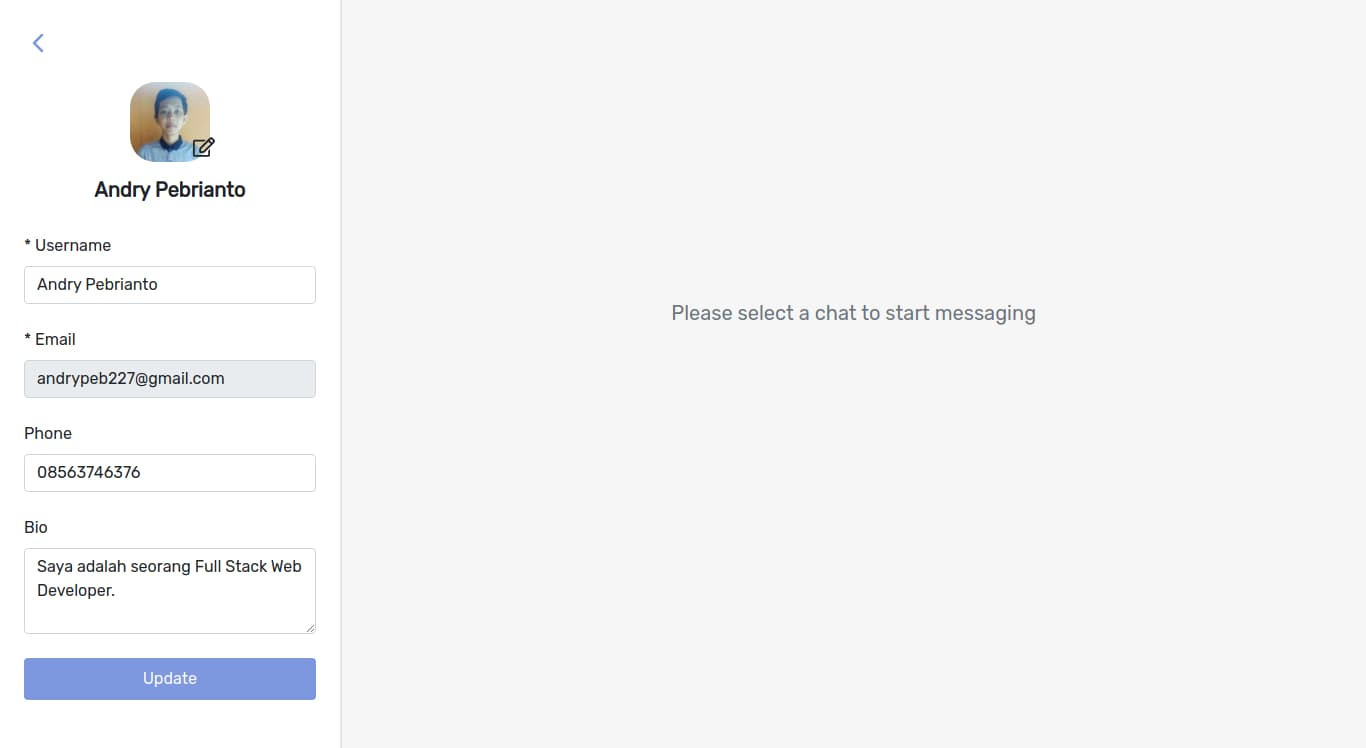 Andry Pebrianto
* Username
Andry Pebrianto
* Email
andrypeb227@gmail.com
Phone
08563746376
Bio
Saya adalah seorang Full Stack Web
Developer.
Update
Please select a chat to start messaging